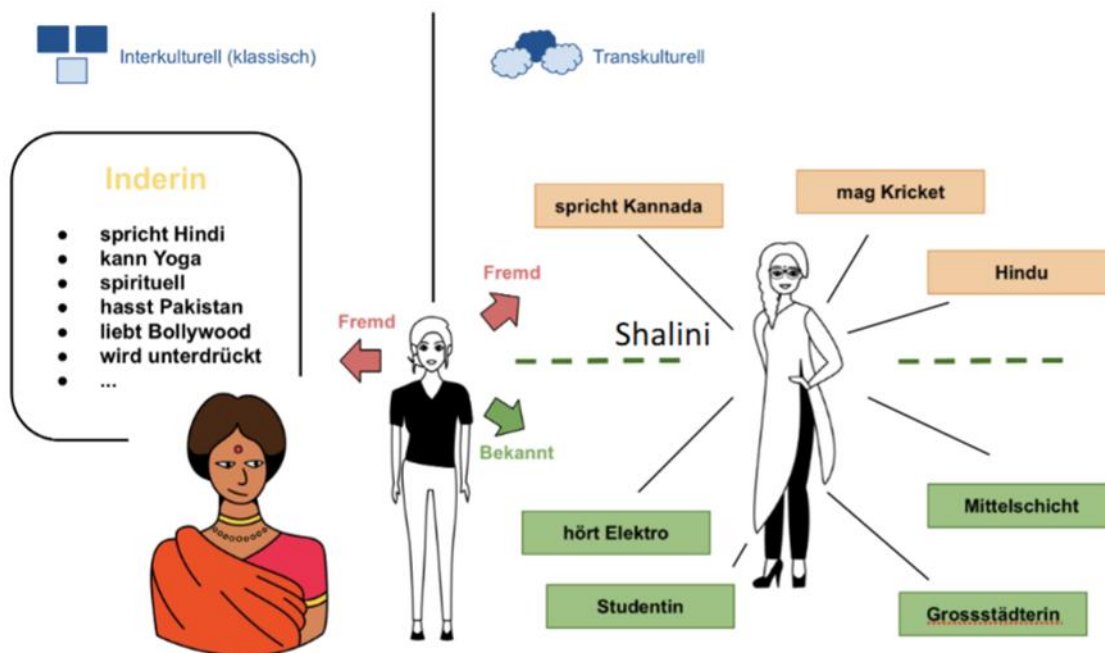 Interkulturell (klassisch)
Transkulturell
Inderin
● spricht Hindi
● kann Yoga
● spirituell
● hasst Pakistan
● liebt Bollywood
● wird unterdrückt
● ...
Fremd
Fremd
Bekannt
spricht Kannada
mag Kricket
Hindu
Shalini
hört Elektro
Mittelschicht
Studentin
Grossstädterin